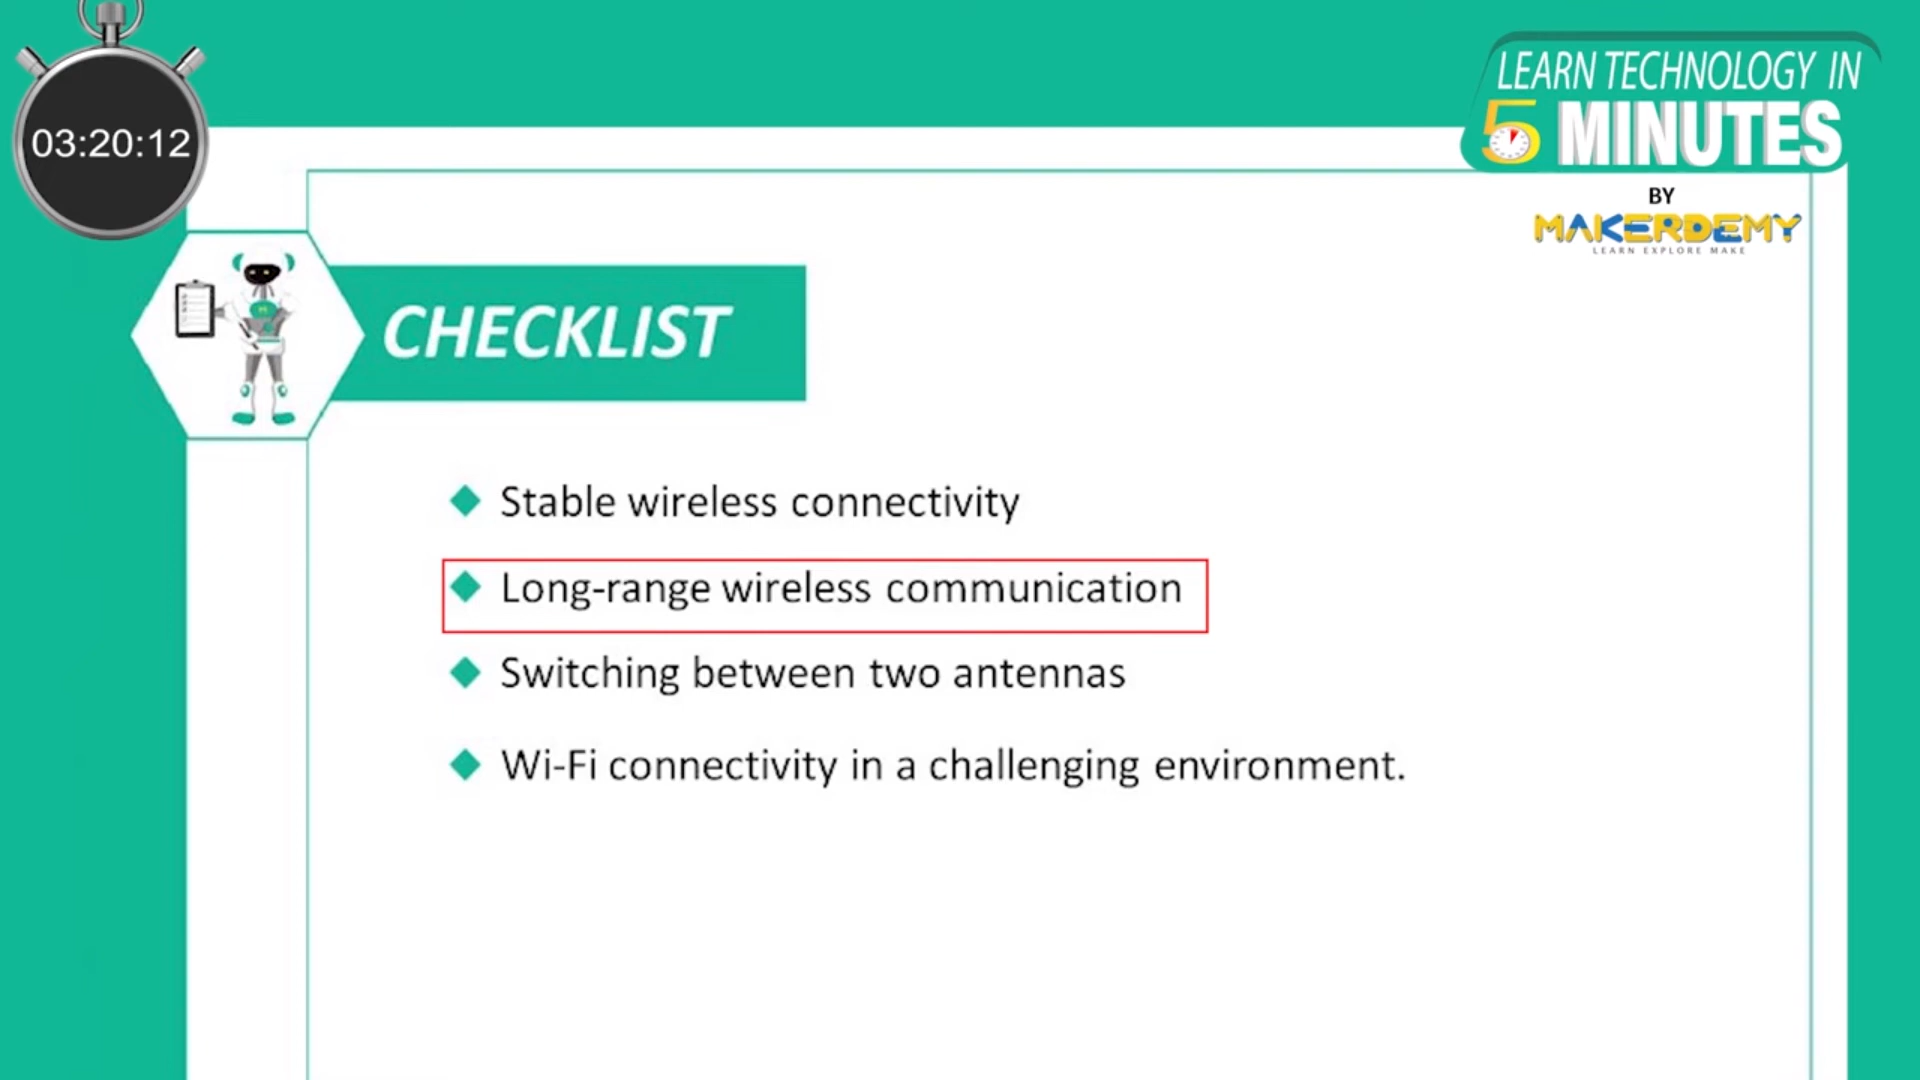 03:20:12
LEARN TECHNOLOGY IN
5 MINUTES
BY
MAKERDEMY
LEARN EXPLORE MAKE
CHECKLIST
Stable wireless connectivity
Long-range wireless communication
Switching between two antennas
Wi-Fi connectivity in a challenging environment.